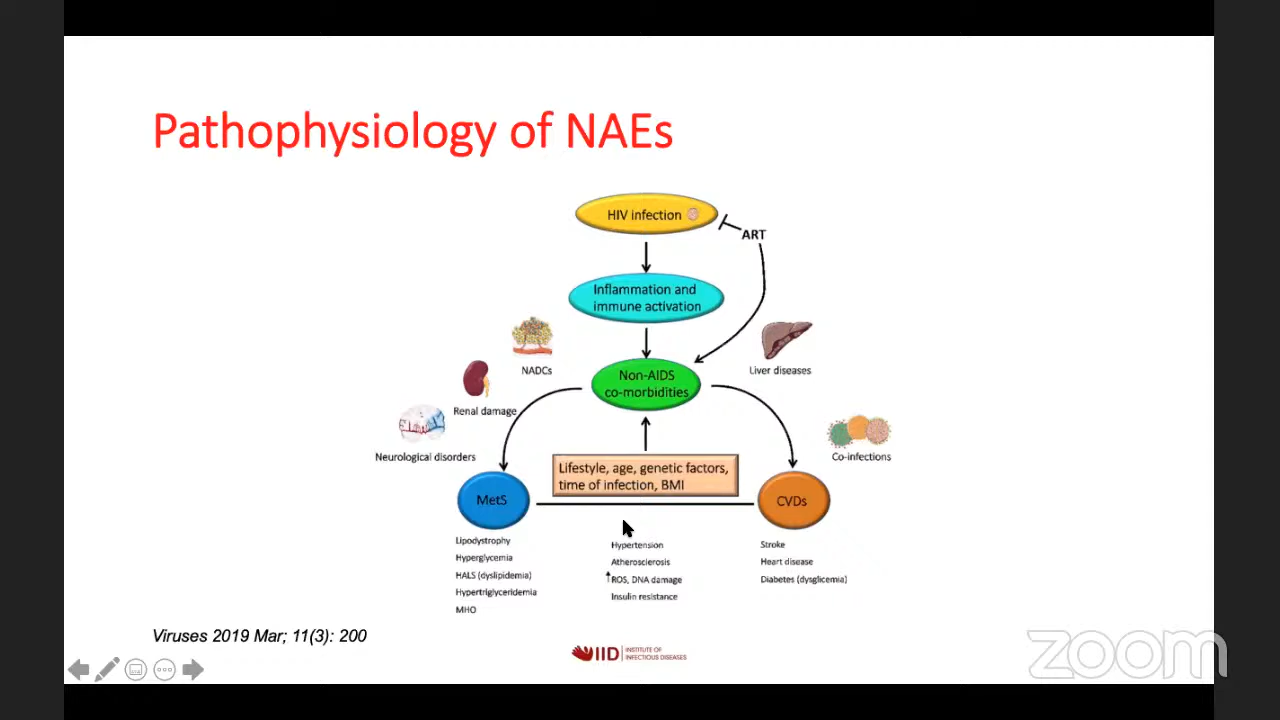 Pathophysiology of NAEs
HIV infection
ART
Inflammation and
immune activation
NADCs
Liver diseases
Non-AIDS
co-morbidities
Renal damage
Neurological disorders
Co-infections
Lifestyle, age, genetic factors,
time of infection, BMI
MetS
CVDs
Lipodystrophy
Hyperglycemia
HALS (dyslipidemia)
Hypertriglyceridemia
MHO
Hypertension
Atherosclerosis
ROS, DNA damage
Insulin resistance
Stroke
Heart disease
Diabetes (dysglicemia)
Viruses 2019 Mar; 11(3): 200
IID INSTITUTE OF
INFECTIOUS DISEASES
zoom